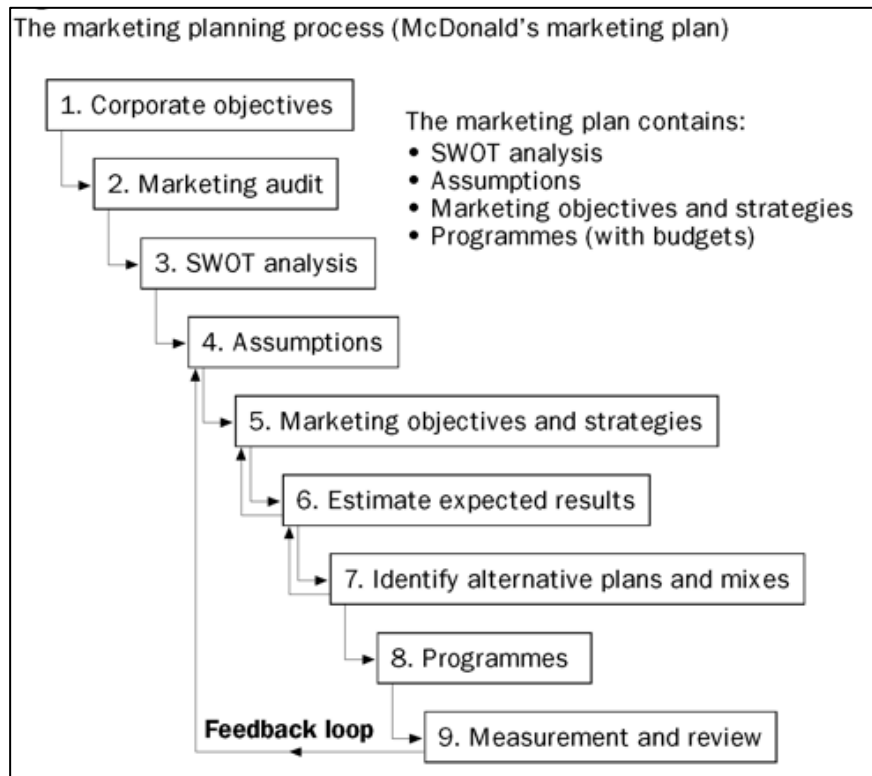 The marketing planning process (McDonald's marketing plan)
1. Corporate objectives
The marketing plan contains:
• SWOT analysis
• Assumptions
• Marketing objectives and strategies
• Programmes (with budgets)
2. Marketing audit
3. SWOT analysis
4. Assumptions
5. Marketing objectives and strategies
6. Estimate expected results
7. Identify alternative plans and mixes
8. Programmes
Feedback loop
9. Measurement and review